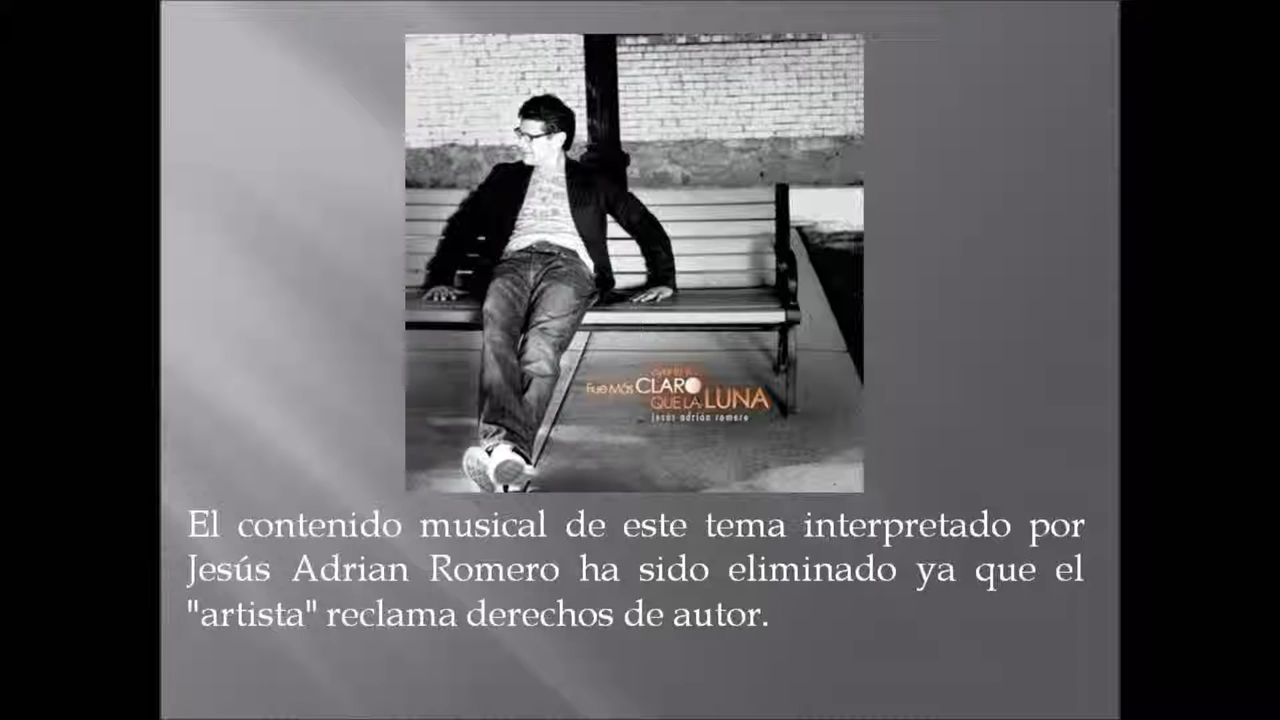 Fue Más CLARO
QUE LA LUNA
jesús adrián romero
El contenido musical de este tema interpretado por
Jesús Adrian Romero ha sido eliminado ya que el
"artista" reclama derechos de autor.